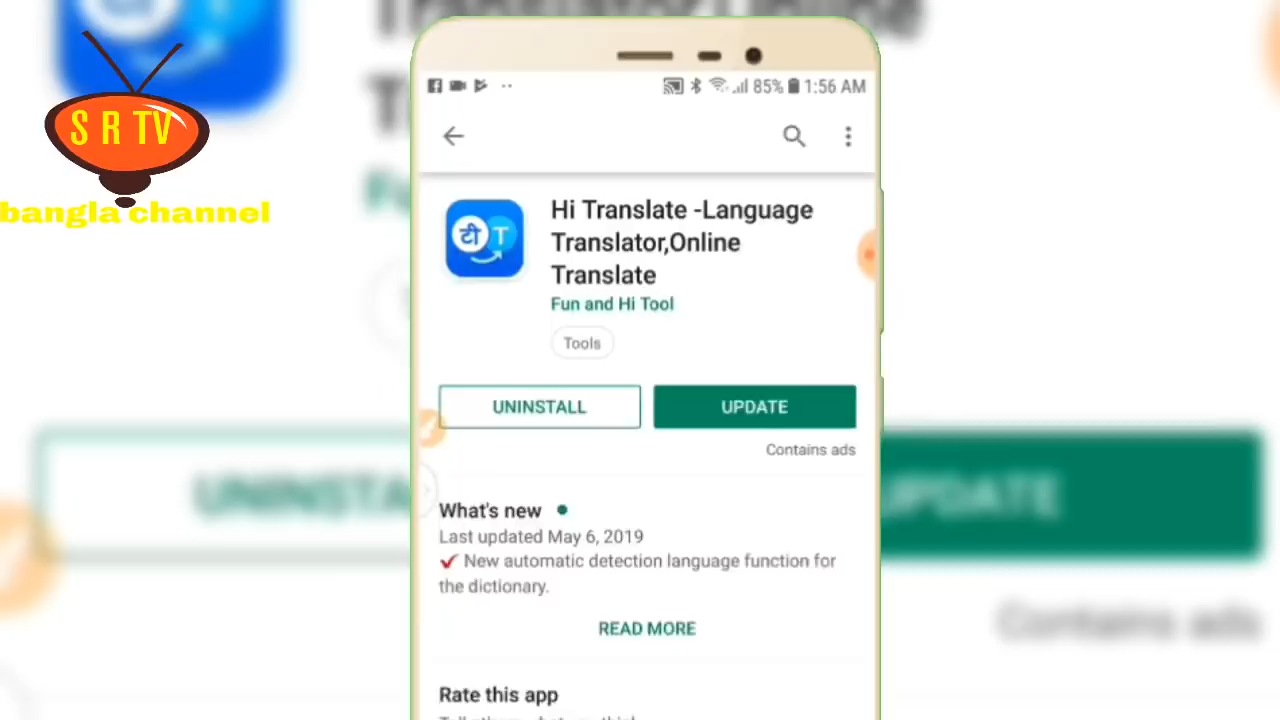 S R TV
bangla channel
85% 1:56 AM
Hi Translate -Language
Translator,Online
Translate
टी T
Fun and Hi Tool
Tools
UNINSTALL UPDATE
Contains ads
What's new
Last updated May 6, 2019
New automatic detection language function for
the dictionary.
READ MORE
Rate this app